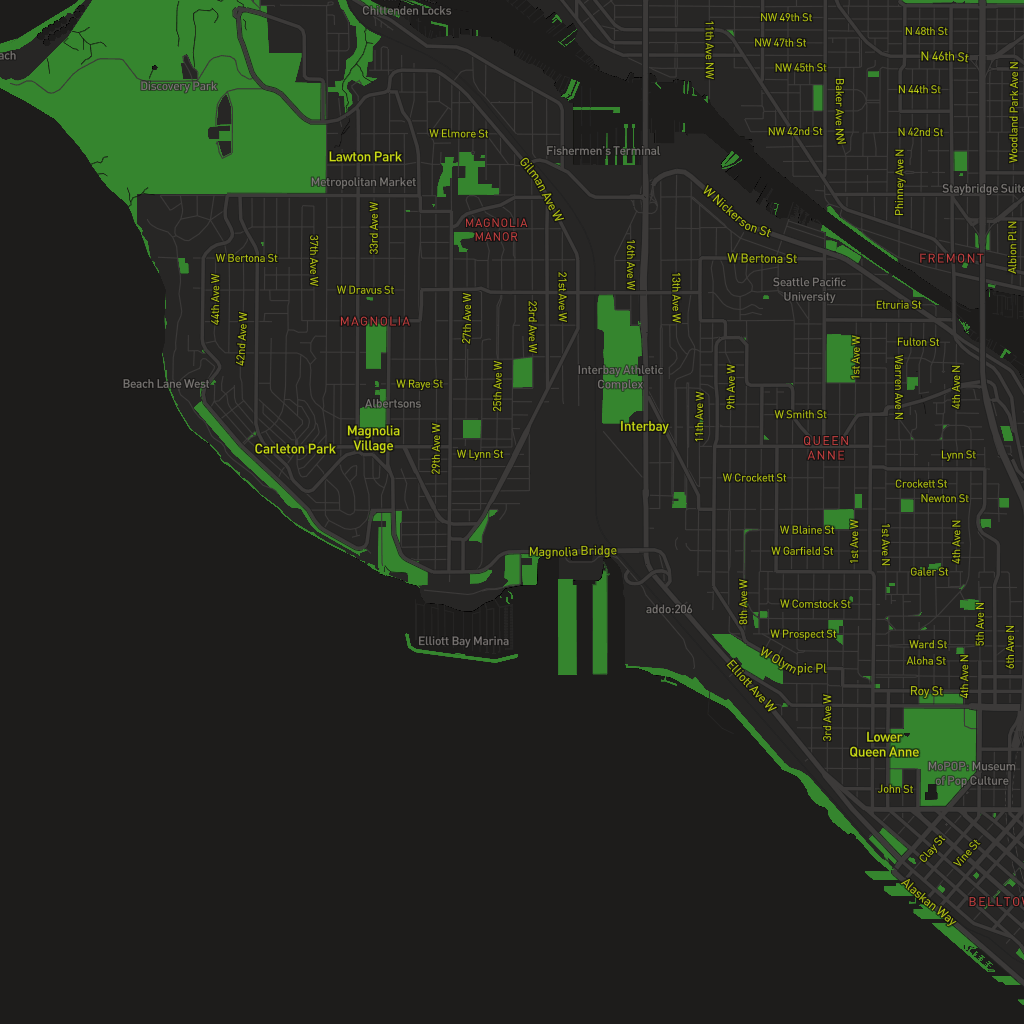 Chittenden Locks
11th Ave NW
NW 49th St
N 48th St
NW 47th St
N 46th St
ach
NW 45th St
Discovery Park
N 44th St
Woodland Park Ave N
W Elmore St
NW 42nd St
N 42nd St
Lawton Park
Fishermen's Terminal
Metropolitan Market
Gilman Ave W
Phinney Ave N
Staybridge Suite
33rd Ave W
MAGNOLIA
MANOR
W Nickerson St
37th Ave W
16th Ave W
Albion Pl N
W Bertona St
W Bertona St
FREMONT
44th Ave W
W Dravus St
21st Ave W
13th Ave W
Seattle Pacific
University
Etruria St
27th Ave W
23rd Ave W
MAGNOLIA
42nd Ave W
Fulton St
1st Ave W
Beach Lane West
W Raye St
25th Ave W
Interbay Athletic
Complex
6th Ave W
Warren Ave N
4th Ave N
Albertsons
11th Ave W
W Smith St
Magnolia
Village
Interbay
QUEEN
ANNE
Carleton Park
29th Ave W
W Lynn St
Lynn St
W Crockett St
Crockett St
Newton St
W Blaine St
1st Ave W
1st Ave N
4th Ave N
Magnolia Bridge
W Garfield St
Galer St
8th Ave W
W Comstock St
addo:206
5th Ave N
6th Ave N
Elliott Bay Marina
W Prospect St
Ward St
W Olympic Pl
Aloha St
Elliott Ave W
4th Ave N
Roy St
3rd Ave W
Lower
Queen Anne
MoPOP: Museum
of Pop Culture
John St
Clay St
Vine St
Alaskan Way
BELLTOW